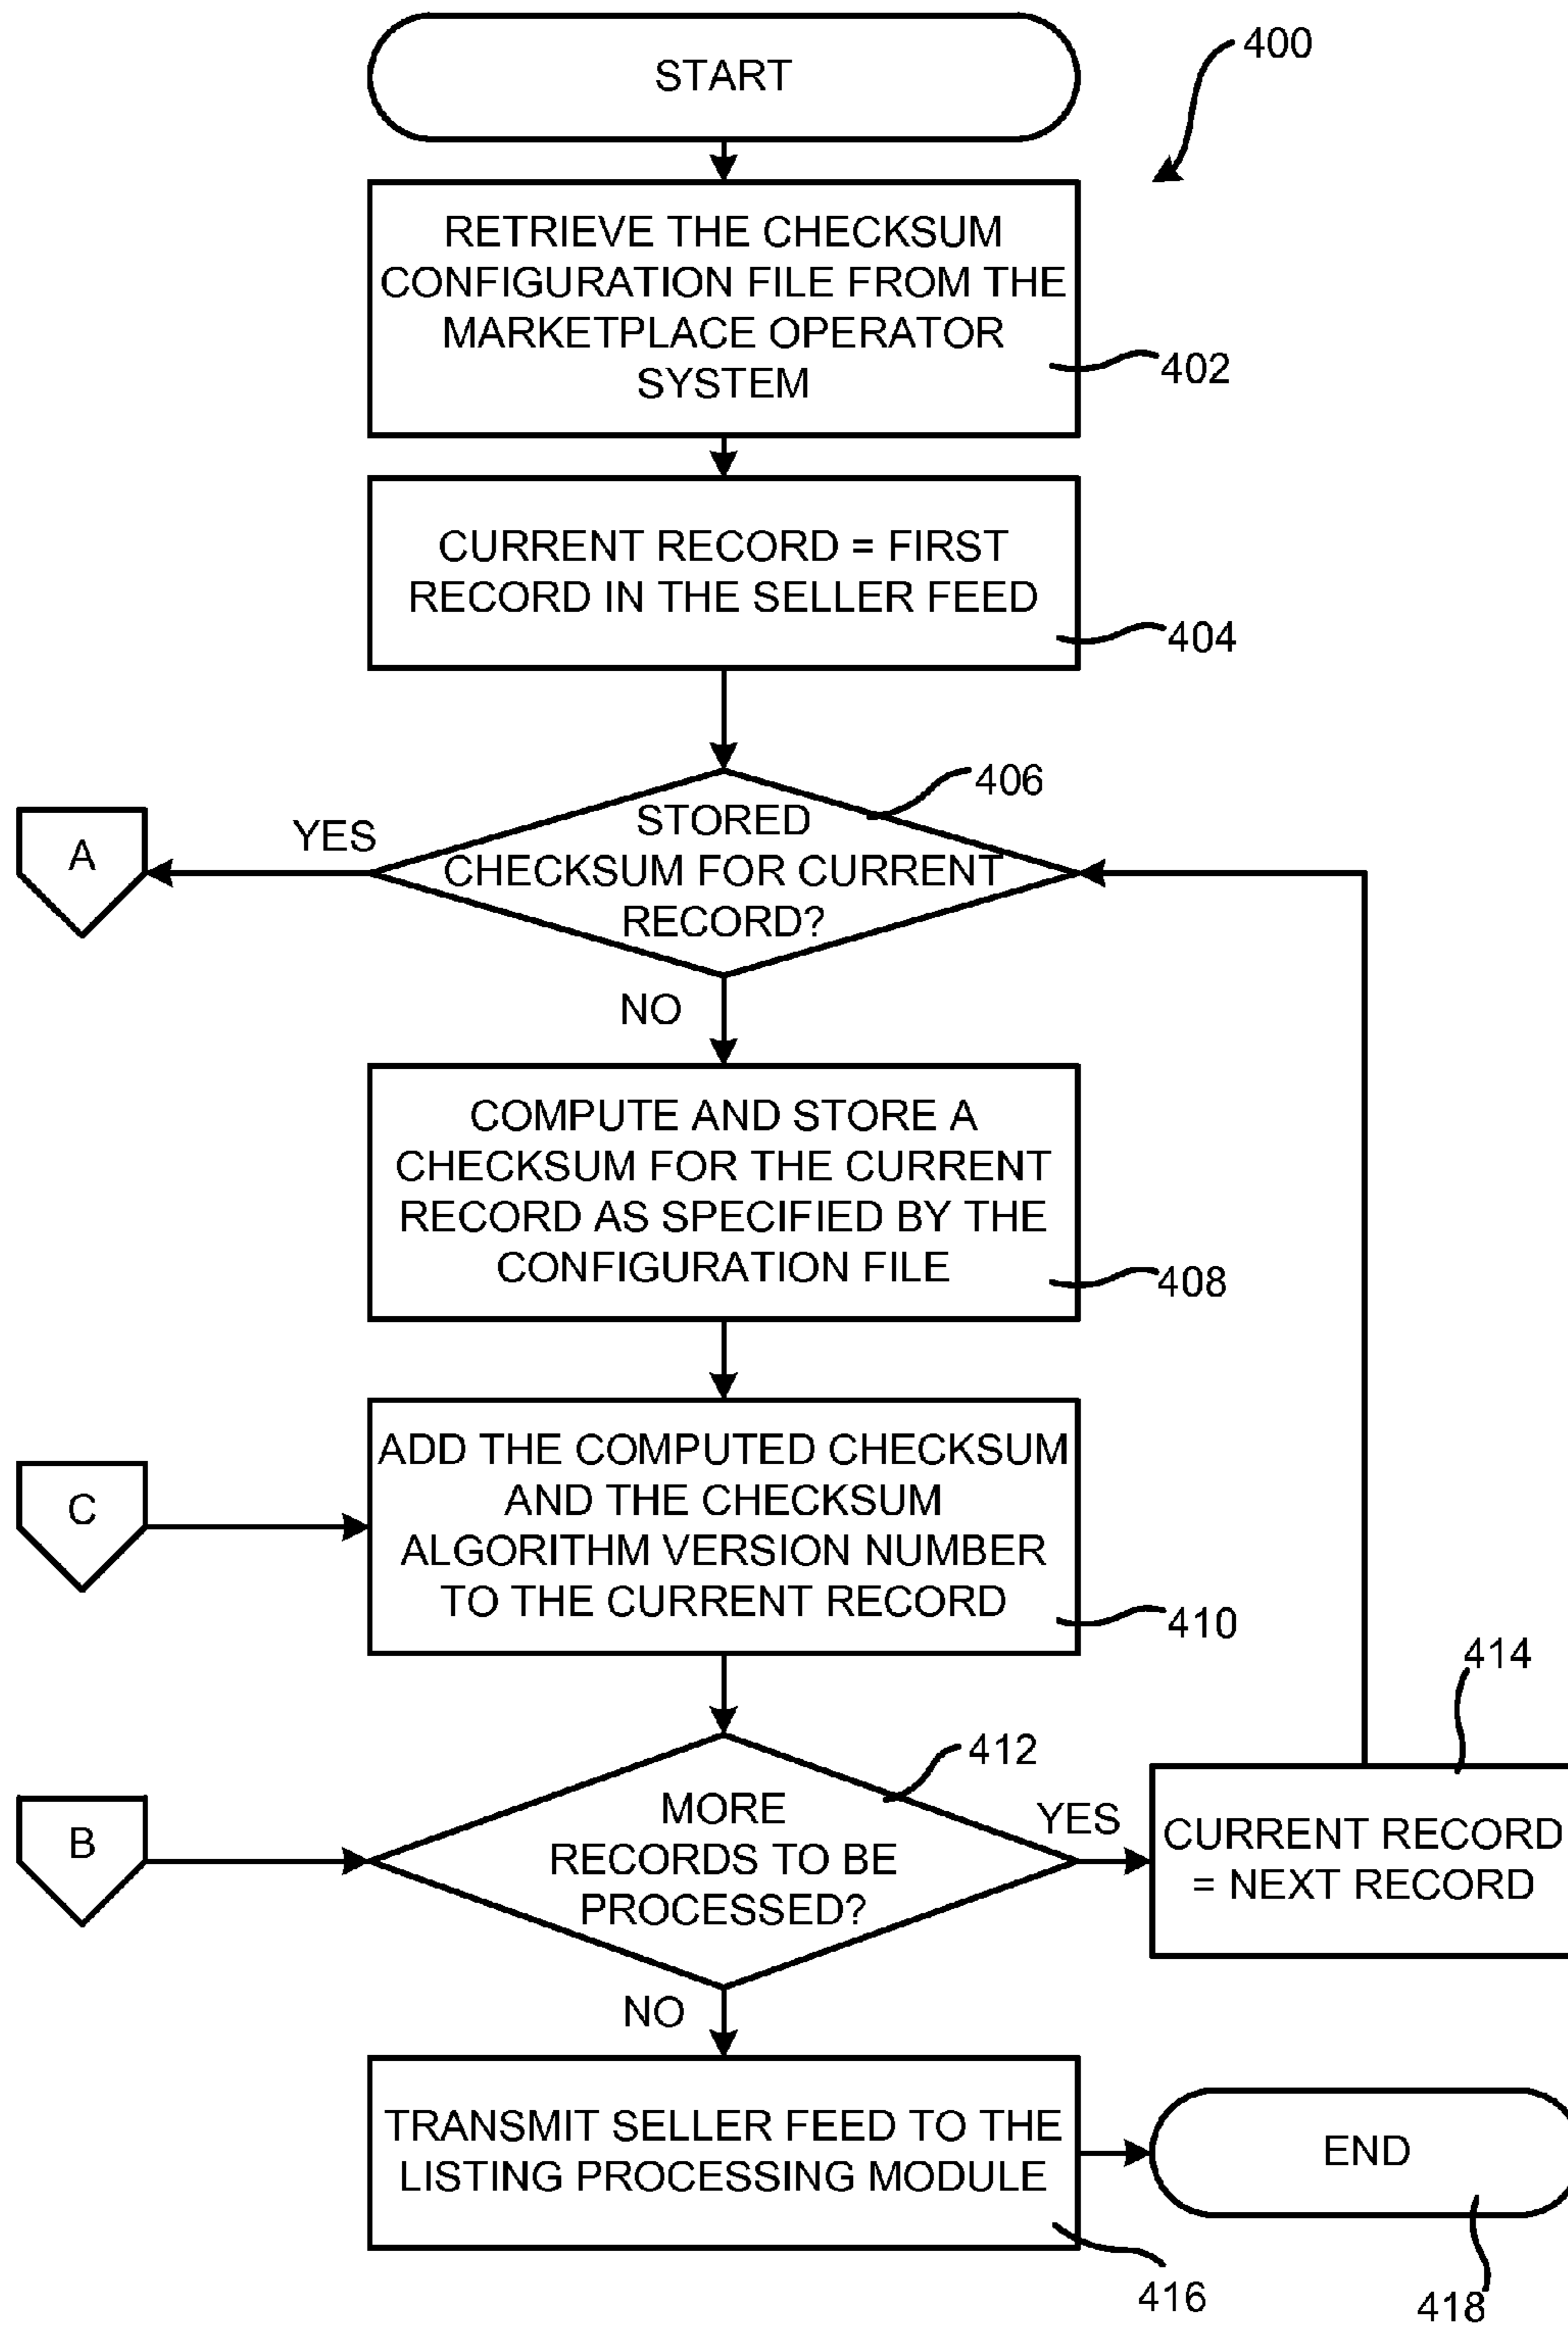 START
400
RETRIEVE THE CHECKSUM
CONFIGURATION FILE FROM THE
MARKETPLACE OPERATOR
SYSTEM
402
CURRENT RECORD = FIRST
RECORD IN THE SELLER FEED
404
406
A
YES
STORED
CHECKSUM FOR CURRENT
RECORD?
NO
COMPUTE AND STORE A
CHECKSUM FOR THE CURRENT
RECORD AS SPECIFIED BY THE
CONFIGURATION FILE
408
C
ADD THE COMPUTED CHECKSUM
AND THE CHECKSUM
ALGORITHM VERSION NUMBER
TO THE CURRENT RECORD
410
414
412
B
MORE
RECORDS TO BE
PROCESSED?
YES
CURRENT RECORD
= NEXT RECORD
NO
TRANSMIT SELLER FEED TO THE
LISTING PROCESSING MODULE
416
END
418